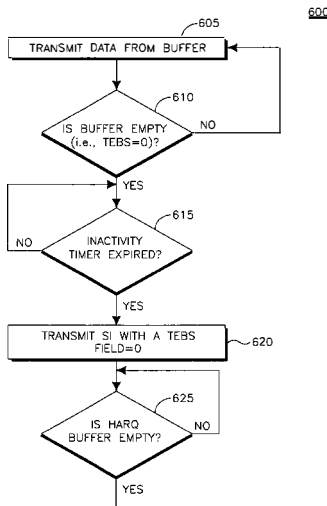 600
605
TRANSMIT DATA FROM BUFFER
610
IS BUFFER EMPTY
(i.e., TEBS=0)?
NO
YES
615
INACTIVITY
TIMER EXPIRED?
NO
YES
TRANSMIT SI WITH A TEBS
FIELD=0
620
625
IS HARQ
BUFFER EMPTY?
NO
YES